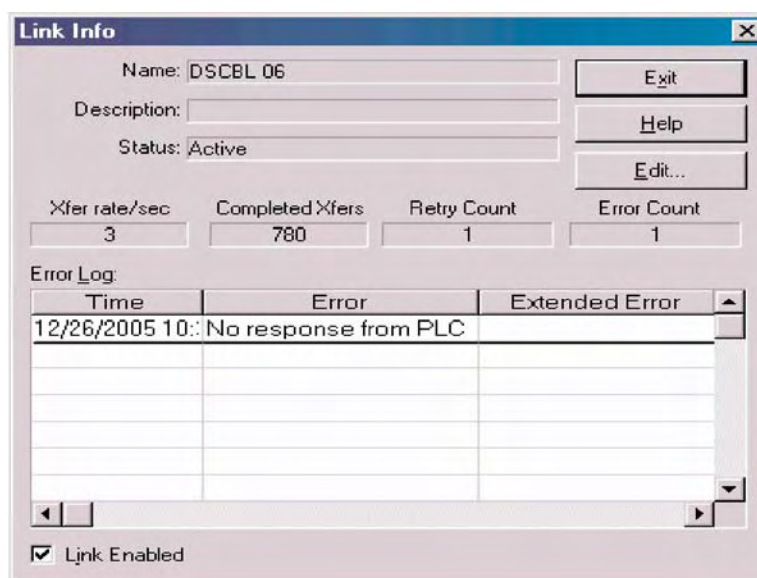 Link Info
Name: DSCBL 06
Exit
Description:
Help
Status: Active
Edit...
Xfer rate/sec Completed Xfers Retry Count Error Count
3 780 1 1
Error Log:
Time Error Extended Error
12/26/2005 10: No response from PLC
Link Enabled